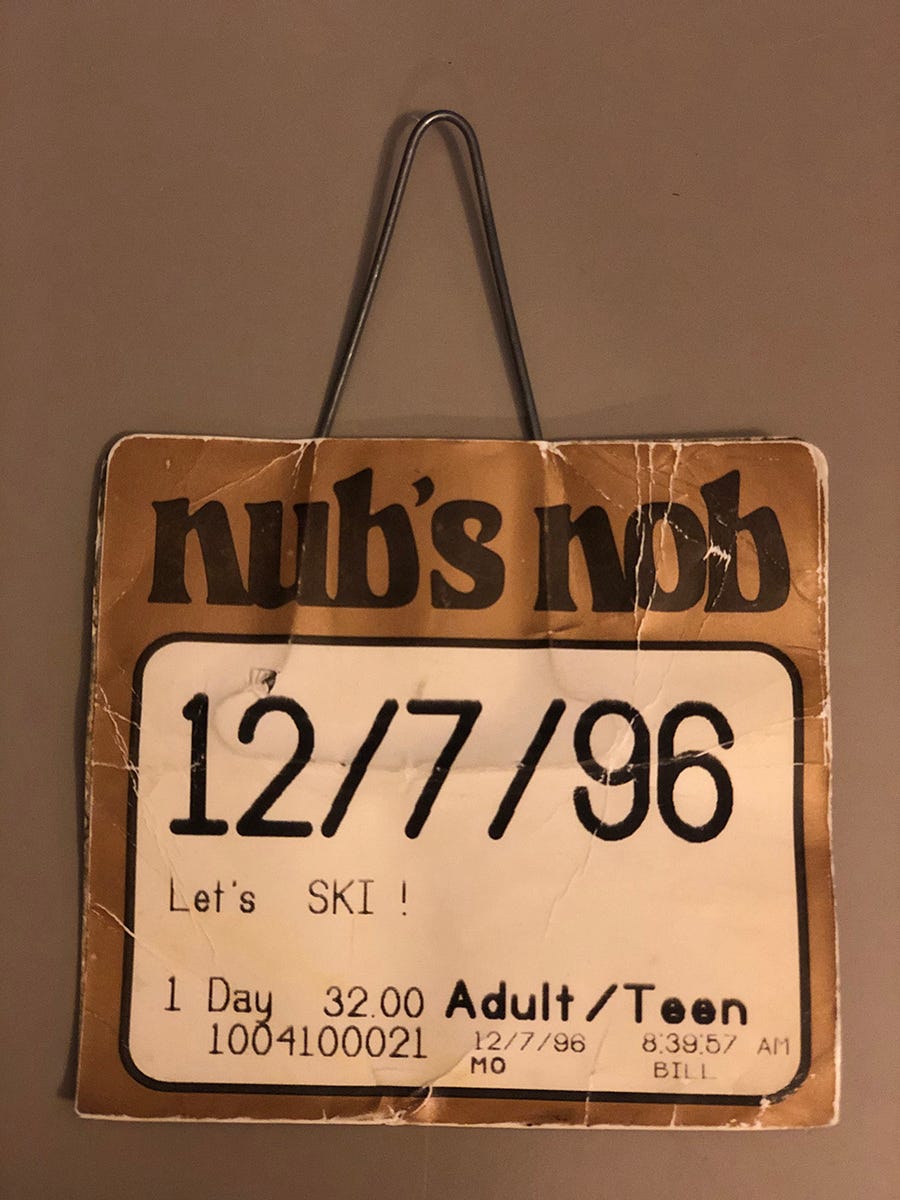 nub's nob
12/7/96
Let's SKI !
1 Day 32.00 Adult/Teen
1004100021 12/7/96 8:39:57 AM
MO BILL